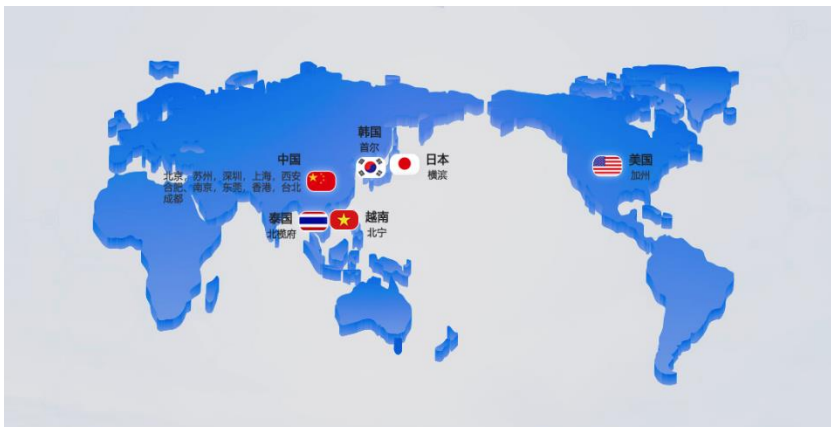 韩国
首尔
中国
北京，苏州，深圳，上海，西安
合肥，南京，东莞，香港，台北
成都
日本
横滨
美国
加州
泰国
北榄府
越南
北宁